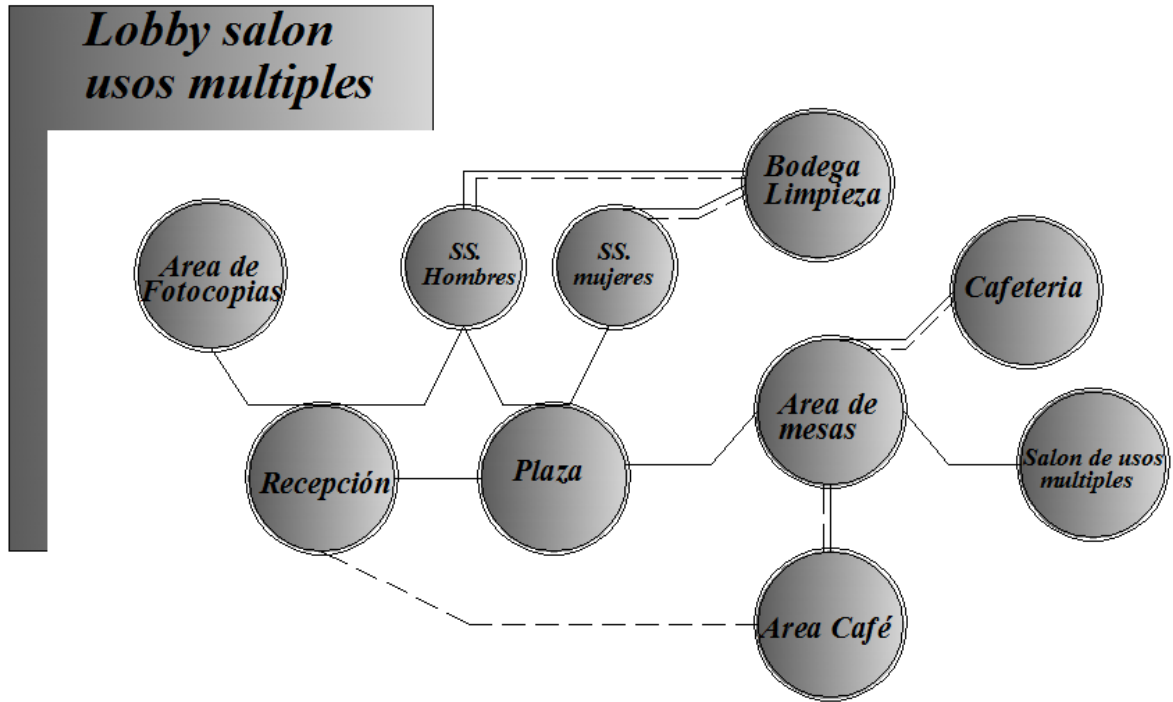 Lobby salon
usos multiples
Bodega
Limpieza
SS.
Hombres
SS.
mujeres
Area de
Fotocopias
Cafeteria
Area de
mesas
Salon de usos
multiples
Recepción
Plaza
Area Café